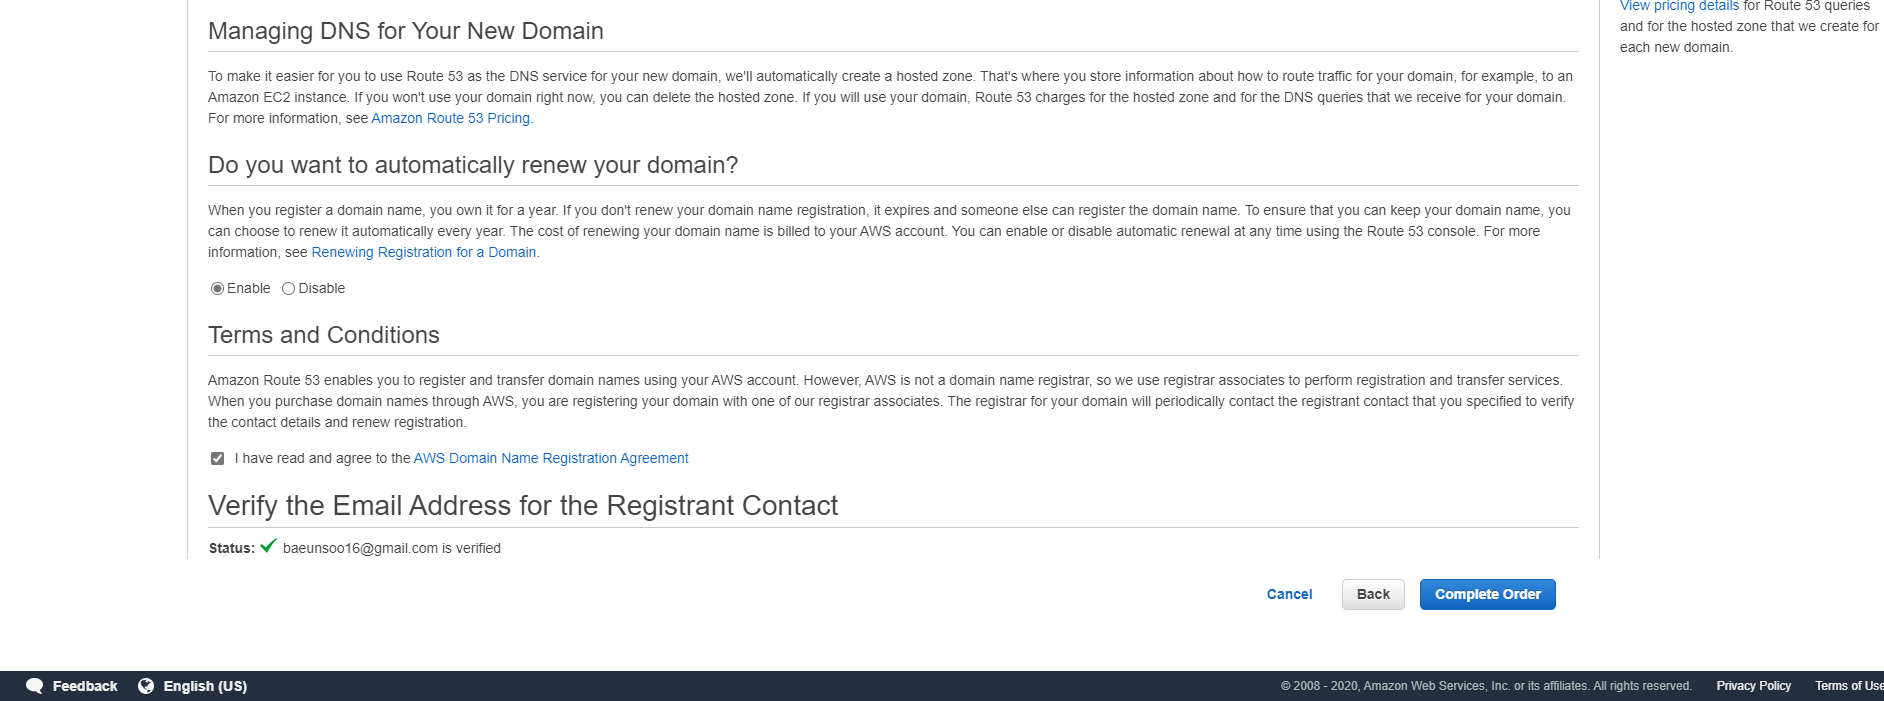 View pricing details for Route 53 queries
and for the hosted zone that we create for
each new domain.
Managing DNS for Your New Domain
To make it easier for you to use Route 53 as the DNS service for your new domain, we'll automatically create a hosted zone. That's where you store information about how to route traffic for your domain, for example, to an
Amazon EC2 instance. If you won't use your domain right now, you can delete the hosted zone. If you will use your domain, Route 53 charges for the hosted zone and for the DNS queries that we receive for your domain.
For more information, see Amazon Route 53 Pricing.
Do you want to automatically renew your domain?
When you register a domain name, you own it for a year. If you don't renew your domain name registration, it expires and someone else can register the domain name. To ensure that you can keep your domain name, you
can choose to renew it automatically every year. The cost of renewing your domain name is billed to your AWS account. You can enable or disable automatic renewal at any time using the Route 53 console. For more
information, see Renewing Registration for a Domain.
Enable Disable
Terms and Conditions
Amazon Route 53 enables you to register and transfer domain names using your AWS account. However, AWS is not a domain name registrar, so we use registrar associates to perform registration and transfer services.
When you purchase domain names through AWS, you are registering your domain with one of our registrar associates. The registrar for your domain will periodically contact the registrant contact that you specified to verify
the contact details and renew registration.
I have read and agree to the AWS Domain Name Registration Agreement
Verify the Email Address for the Registrant Contact
Status: baeunsoo16@gmail.com is verified
Cancel Back Complete Order
Feedback English (US) © 2008 - 2020, Amazon Web Services, Inc. or its affiliates. All rights reserved. Privacy Policy Terms of Use